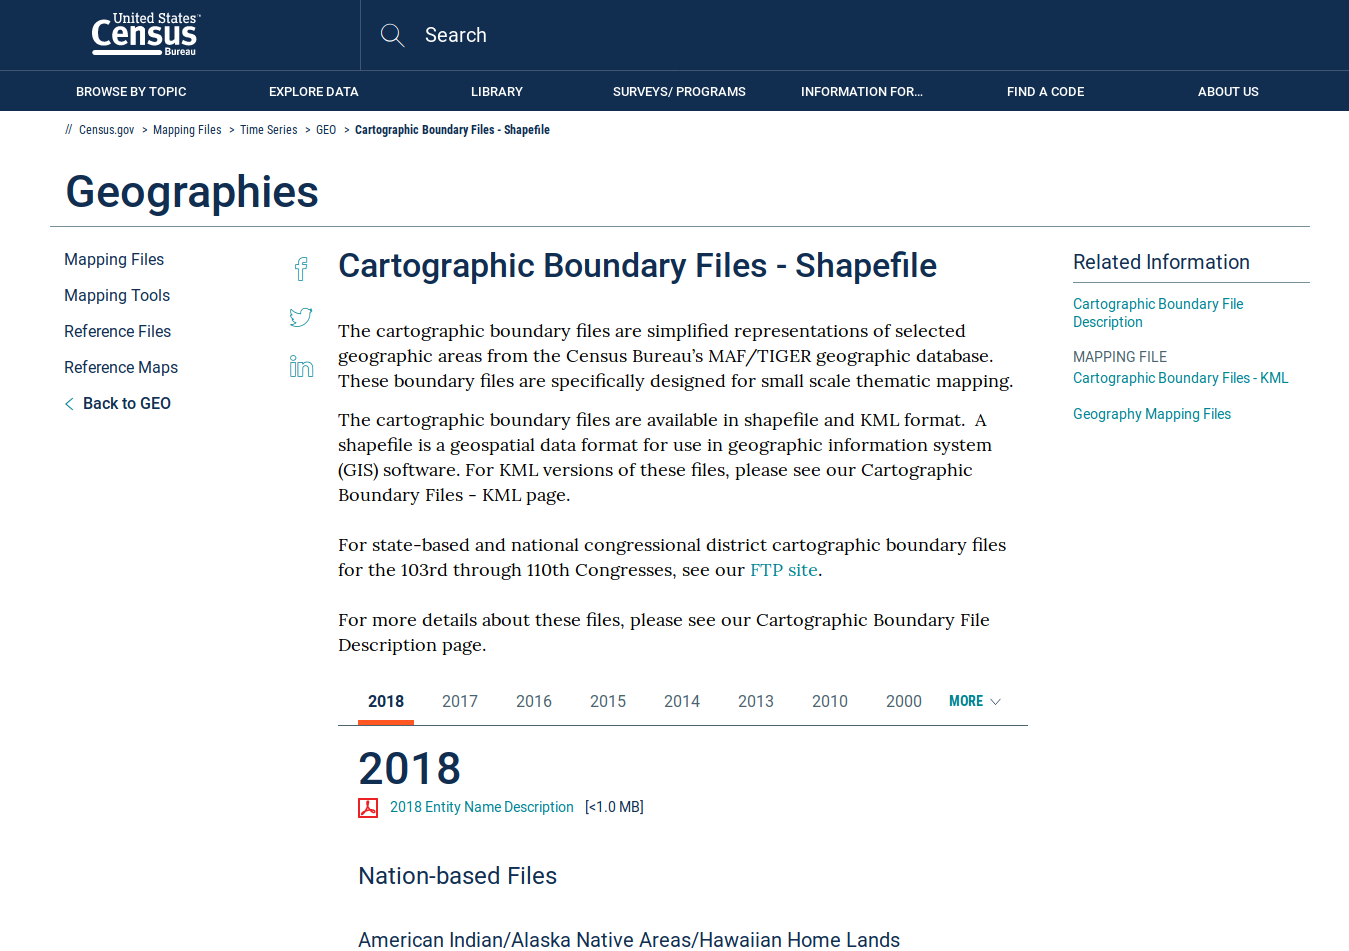 United States™
Census
Bureau
Search
BROWSE BY TOPIC
EXPLORE DATA
LIBRARY
SURVEYS/ PROGRAMS
INFORMATION FOR...
FIND A CODE
ABOUT US
// Census.gov > Mapping Files > Time Series > GEO > Cartographic Boundary Files - Shapefile
Geographies
Mapping Files
Mapping Tools
Reference Files
Reference Maps
Back to GEO
Cartographic Boundary Files - Shapefile
The cartographic boundary files are simplified representations of selected
geographic areas from the Census Bureau’s MAF/TIGER geographic database.
These boundary files are specifically designed for small scale thematic mapping.
The cartographic boundary files are available in shapefile and KML format.  A
shapefile is a geospatial data format for use in geographic information system
(GIS) software. For KML versions of these files, please see our Cartographic
Boundary Files - KML page.
For state-based and national congressional district cartographic boundary files
for the 103rd through 110th Congresses, see our FTP site.
For more details about these files, please see our Cartographic Boundary File
Description page.
2018 2017 2016 2015 2014 2013 2010 2000 MORE
2018
2018 Entity Name Description [<1.0 MB]
Nation-based Files
American Indian/Alaska Native Areas/Hawaiian Home Lands
Related Information
Cartographic Boundary File
Description
MAPPING FILE
Cartographic Boundary Files - KML
Geography Mapping Files